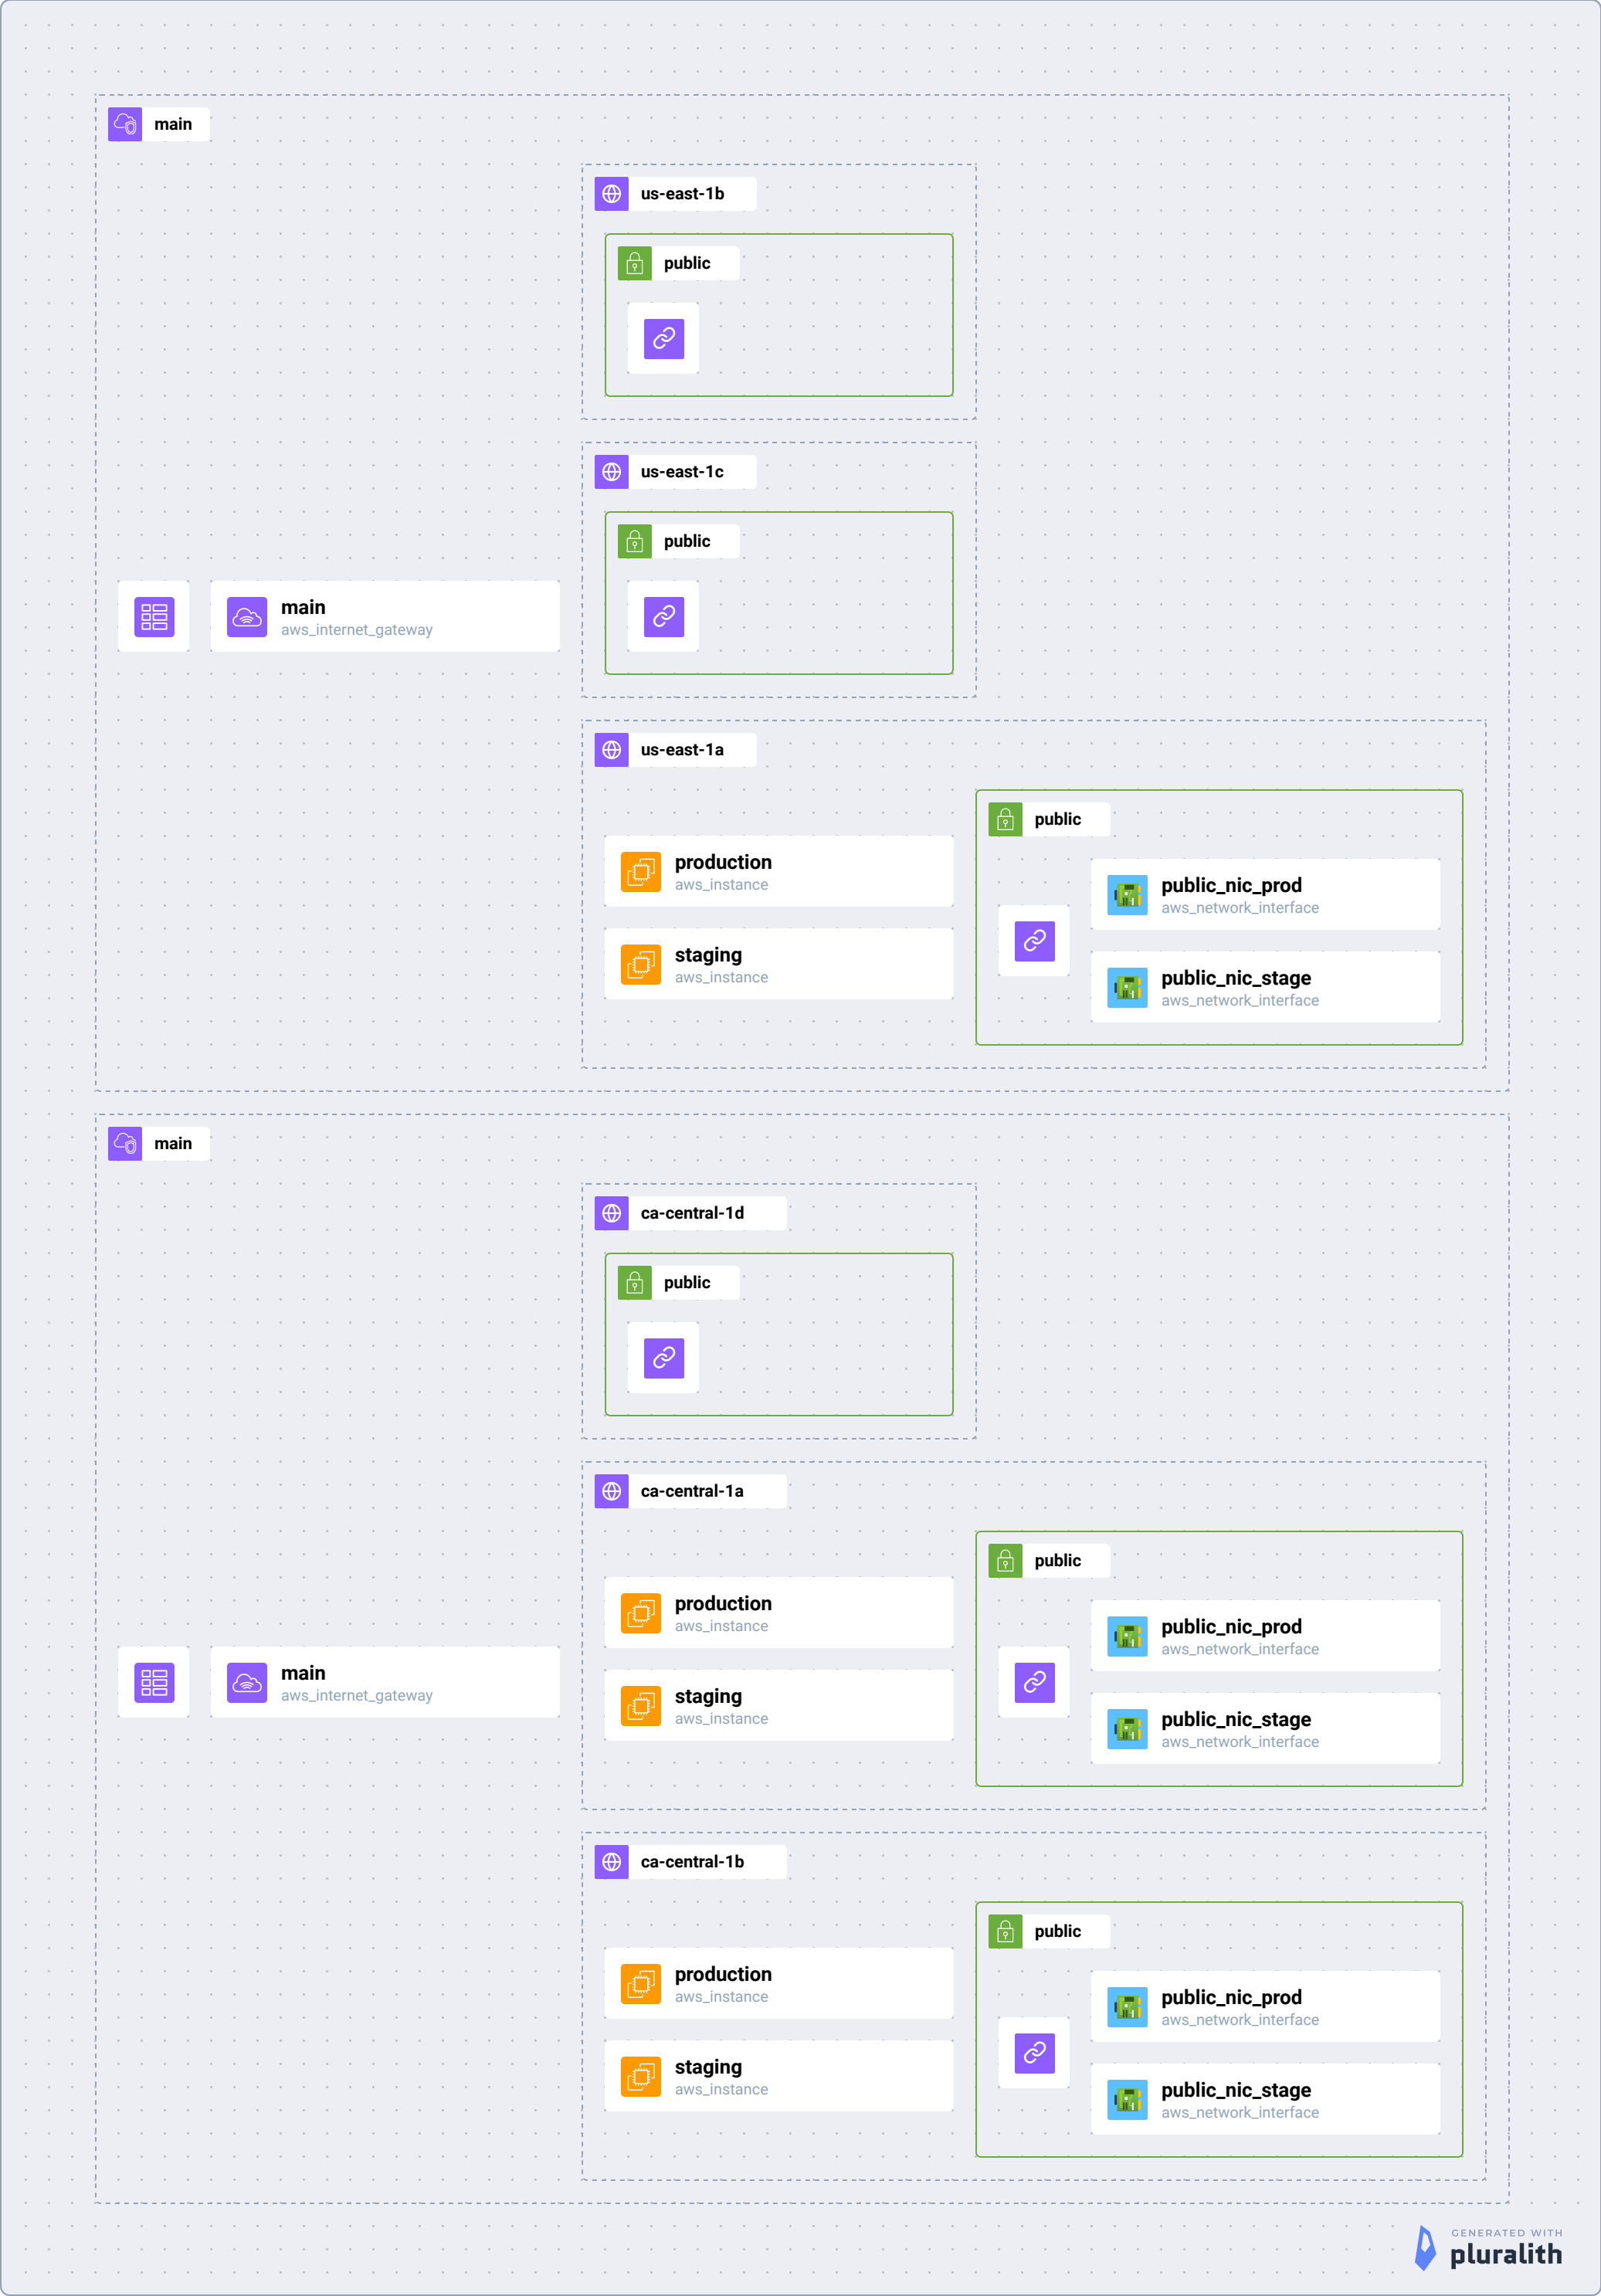 main
us-east-1b
public
us-east-1c
public
main
aws_internet_gateway
us-east-1a
public
production
aws_instance
public_nic_prod
aws_network_interface
staging
aws_instance
public_nic_stage
aws_network_interface
main
ca-central-1d
public
ca-central-1a
public
production
aws_instance
public_nic_prod
aws_network_interface
main
aws_internet_gateway
staging
aws_instance
public_nic_stage
aws_network_interface
ca-central-1b
public
production
aws_instance
public_nic_prod
aws_network_interface
staging
aws_instance
public_nic_stage
aws_network_interface
GENERATED WITH
pluralith